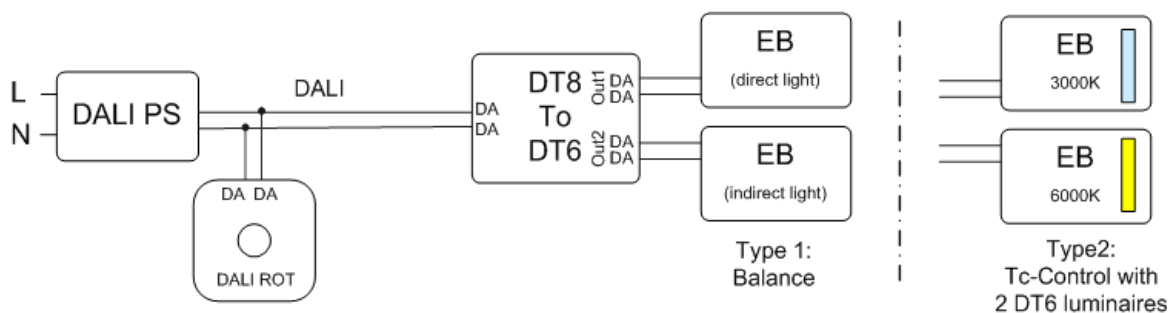 L
N
DALI PS
DALI
DA DA
DALI ROT
DA
DA
DT8
To
DT6
Out1
DA
DA
Out2
DA
DA
EB
(direct light)
EB
(indirect light)
Type 1:
Balance
EB
3000K
EB
6000K
Type2:
Tc-Control with
2 DT6 luminaires